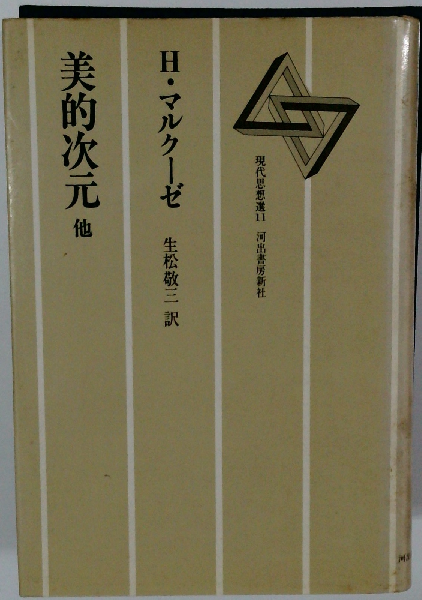 現代思想選11 河出書房新社
H・マルクーゼ
生松敬三 訳
美的次元 他